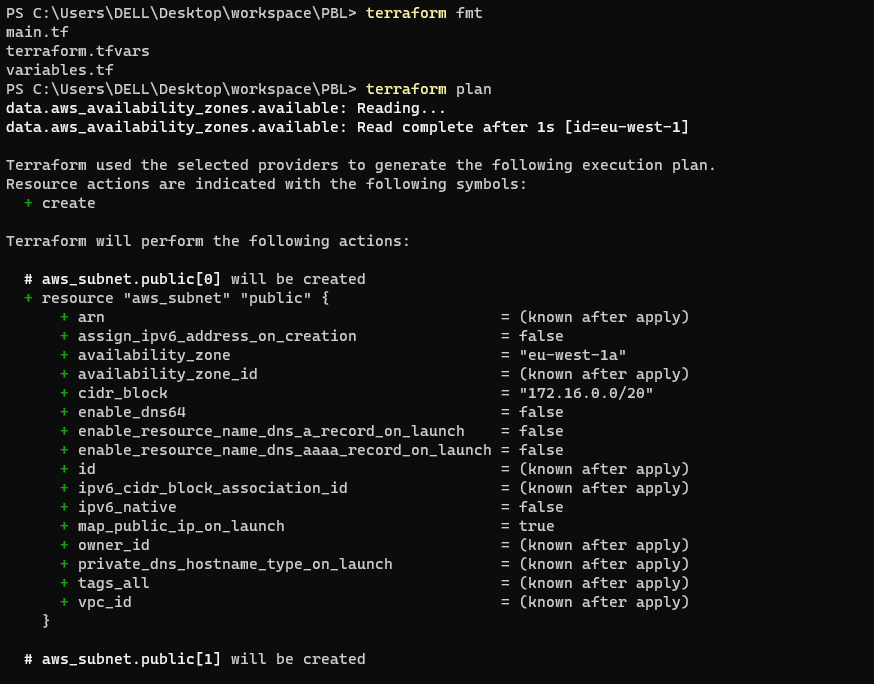 PS C:\Users\DELL\Desktop\workspace\PBL> terraform fmt
main.tf
terraform.tfvars
variables.tf
PS C:\Users\DELL\Desktop\workspace\PBL> terraform plan
data.aws_availability_zones.available: Reading...
data.aws_availability_zones.available: Read complete after 1s [id=eu-west-1]

Terraform used the selected providers to generate the following execution plan.
Resource actions are indicated with the following symbols:
  + create

Terraform will perform the following actions:

  # aws_subnet.public[0] will be created
  + resource "aws_subnet" "public" {
      + arn                                            = (known after apply)
      + assign_ipv6_address_on_creation                = false
      + availability_zone                              = "eu-west-1a"
      + availability_zone_id                           = (known after apply)
      + cidr_block                                     = "172.16.0.0/20"
      + enable_dns64                                   = false
      + enable_resource_name_dns_a_record_on_launch    = false
      + enable_resource_name_dns_aaaa_record_on_launch = false
      + id                                             = (known after apply)
      + ipv6_cidr_block_association_id                 = (known after apply)
      + ipv6_native                                    = false
      + map_public_ip_on_launch                        = true
      + owner_id                                       = (known after apply)
      + private_dns_hostname_type_on_launch            = (known after apply)
      + tags_all                                       = (known after apply)
      + vpc_id                                         = (known after apply)
    }

  # aws_subnet.public[1] will be created